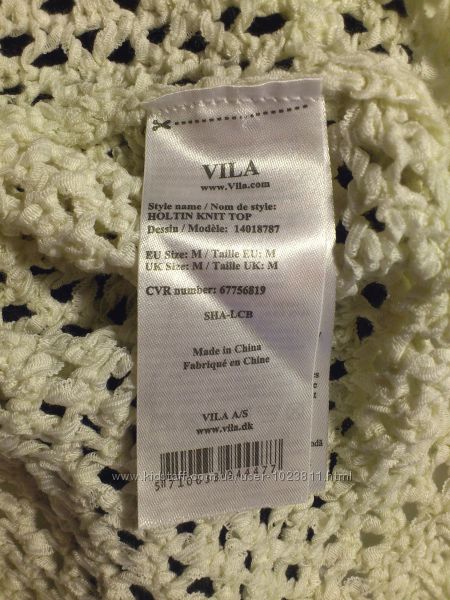 VILA
www.Vila.com
Style name / Nom de style:
HOLTIN KNIT TOP
Dessin / Modèle: 14018787
EU Size: M / Taille EU: M
UK Size: M / Taille UK: M
CVR number: 67756819
SHA-LCB
Made in China
Fabriqué en Chine
VILA A/S
www.vila.dk